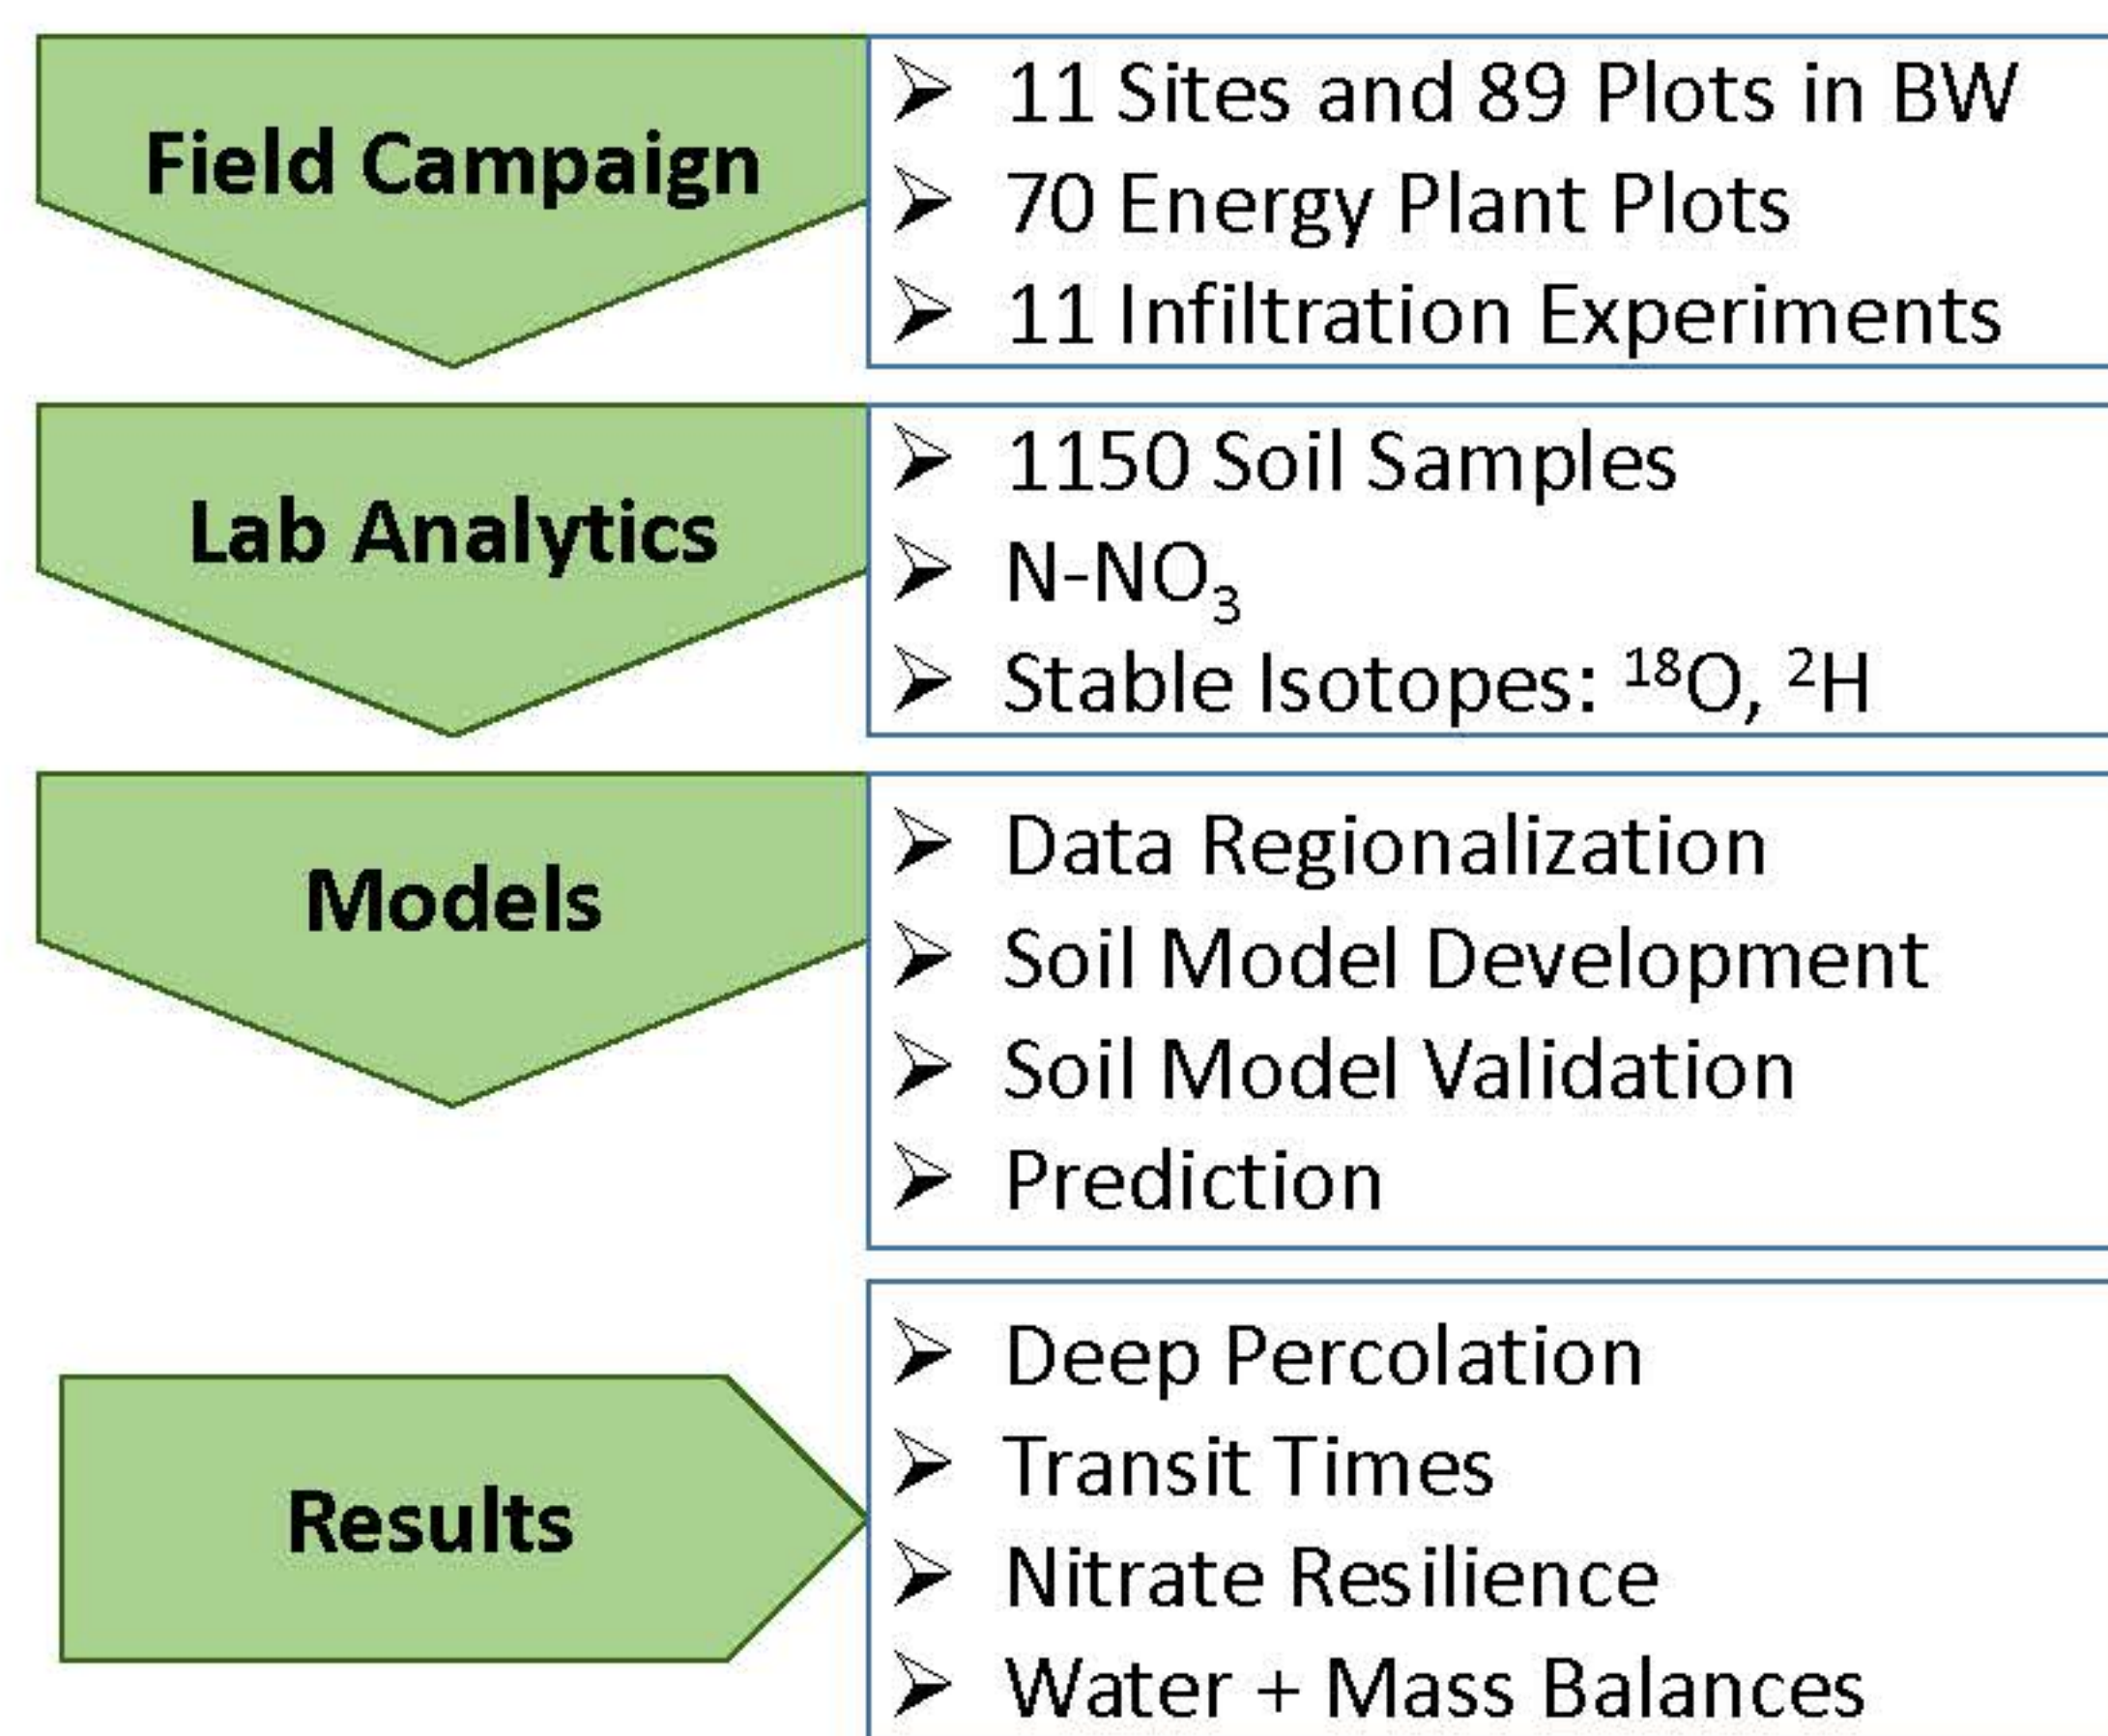 Field Campaign
➢ 11 Sites and 89 Plots in BW
➢ 70 Energy Plant Plots
➢ 11 Infiltration Experiments
Lab Analytics
➢ 1150 Soil Samples
➢ N-NO₃
➢ Stable Isotopes: ¹⁸O, ²H
Models
➢ Data Regionalization
➢ Soil Model Development
➢ Soil Model Validation
➢ Prediction
Results
➢ Deep Percolation
➢ Transit Times
➢ Nitrate Resilience
➢ Water + Mass Balances